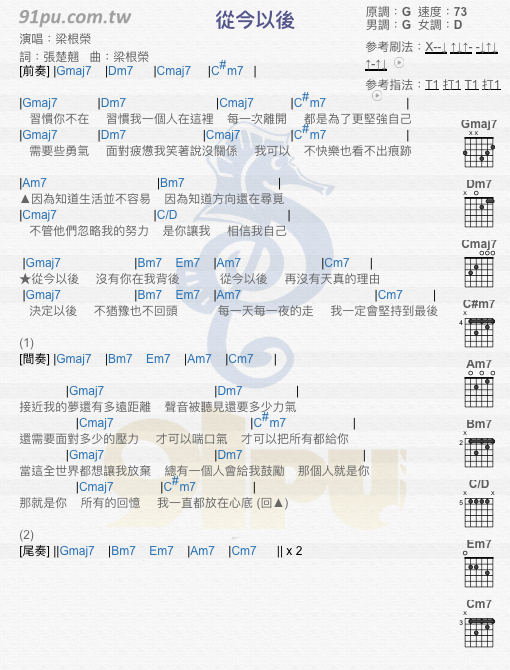 91pu.com.tw
從今以後
原調：G 速度：73
男調：G 女調：D
演唱：梁根榮
詞：張楚翹 曲：梁根榮
參考刷法：X--↓ ↑↓↑- -↓↑↓
↑-↑↓
參考指法：T1 扛1 T1 扛1
[前奏] |Gmaj7 |Dm7 |Cmaj7 |C#m7 |
|Gmaj7 |Dm7 |Cmaj7 |C#m7 |
習慣你不在 習慣我一個人在這裡 每一次離開 都是為了更堅強自己
|Gmaj7 |Dm7 |Cmaj7 |C#m7 |
需要些勇氣 面對疲憊我笑著說沒關係 我可以 不快樂也看不出痕跡
|Am7 |Bm7 |
▲因為知道生活並不容易 因為知道方向還在尋覓
|Cmaj7 |C/D |
不管他們忽略我的努力 是你讓我 相信我自己
|Gmaj7 |Bm7 Em7 |Am7 |Cm7 |
★從今以後 沒有你在我背後 從今以後 再沒有天真的理由
|Gmaj7 |Bm7 Em7 |Am7 |Cm7 |
決定以後 不猶豫也不回頭 每一天每一夜的走 我一定會堅持到最後
(1)
[間奏] |Gmaj7 |Bm7 Em7 |Am7 |Cm7 |
|Gmaj7 |Dm7 |
接近我的夢還有多遠距離 聲音被聽見還要多少力氣
|Cmaj7 |C#m7 |
還需要面對多少的壓力 才可以喘口氣 才可以把所有都給你
|Gmaj7 |Dm7 |
當這全世界都想讓我放棄 總有一個人會給我鼓勵 那個人就是你
|Cmaj7 |C#m7 |
那就是你 所有的回憶 我一直都放在心底 (回▲)
(2)
[尾奏] ||Gmaj7 |Bm7 Em7 |Am7 |Cm7 || x 2
Gmaj7
x x
Dm7
x o
Cmaj7
o o o
C#m7
x
4
Am7
x o o o
Bm7
x
2
C/D
x
5
Em7
o
Cm7
x
3
91pu